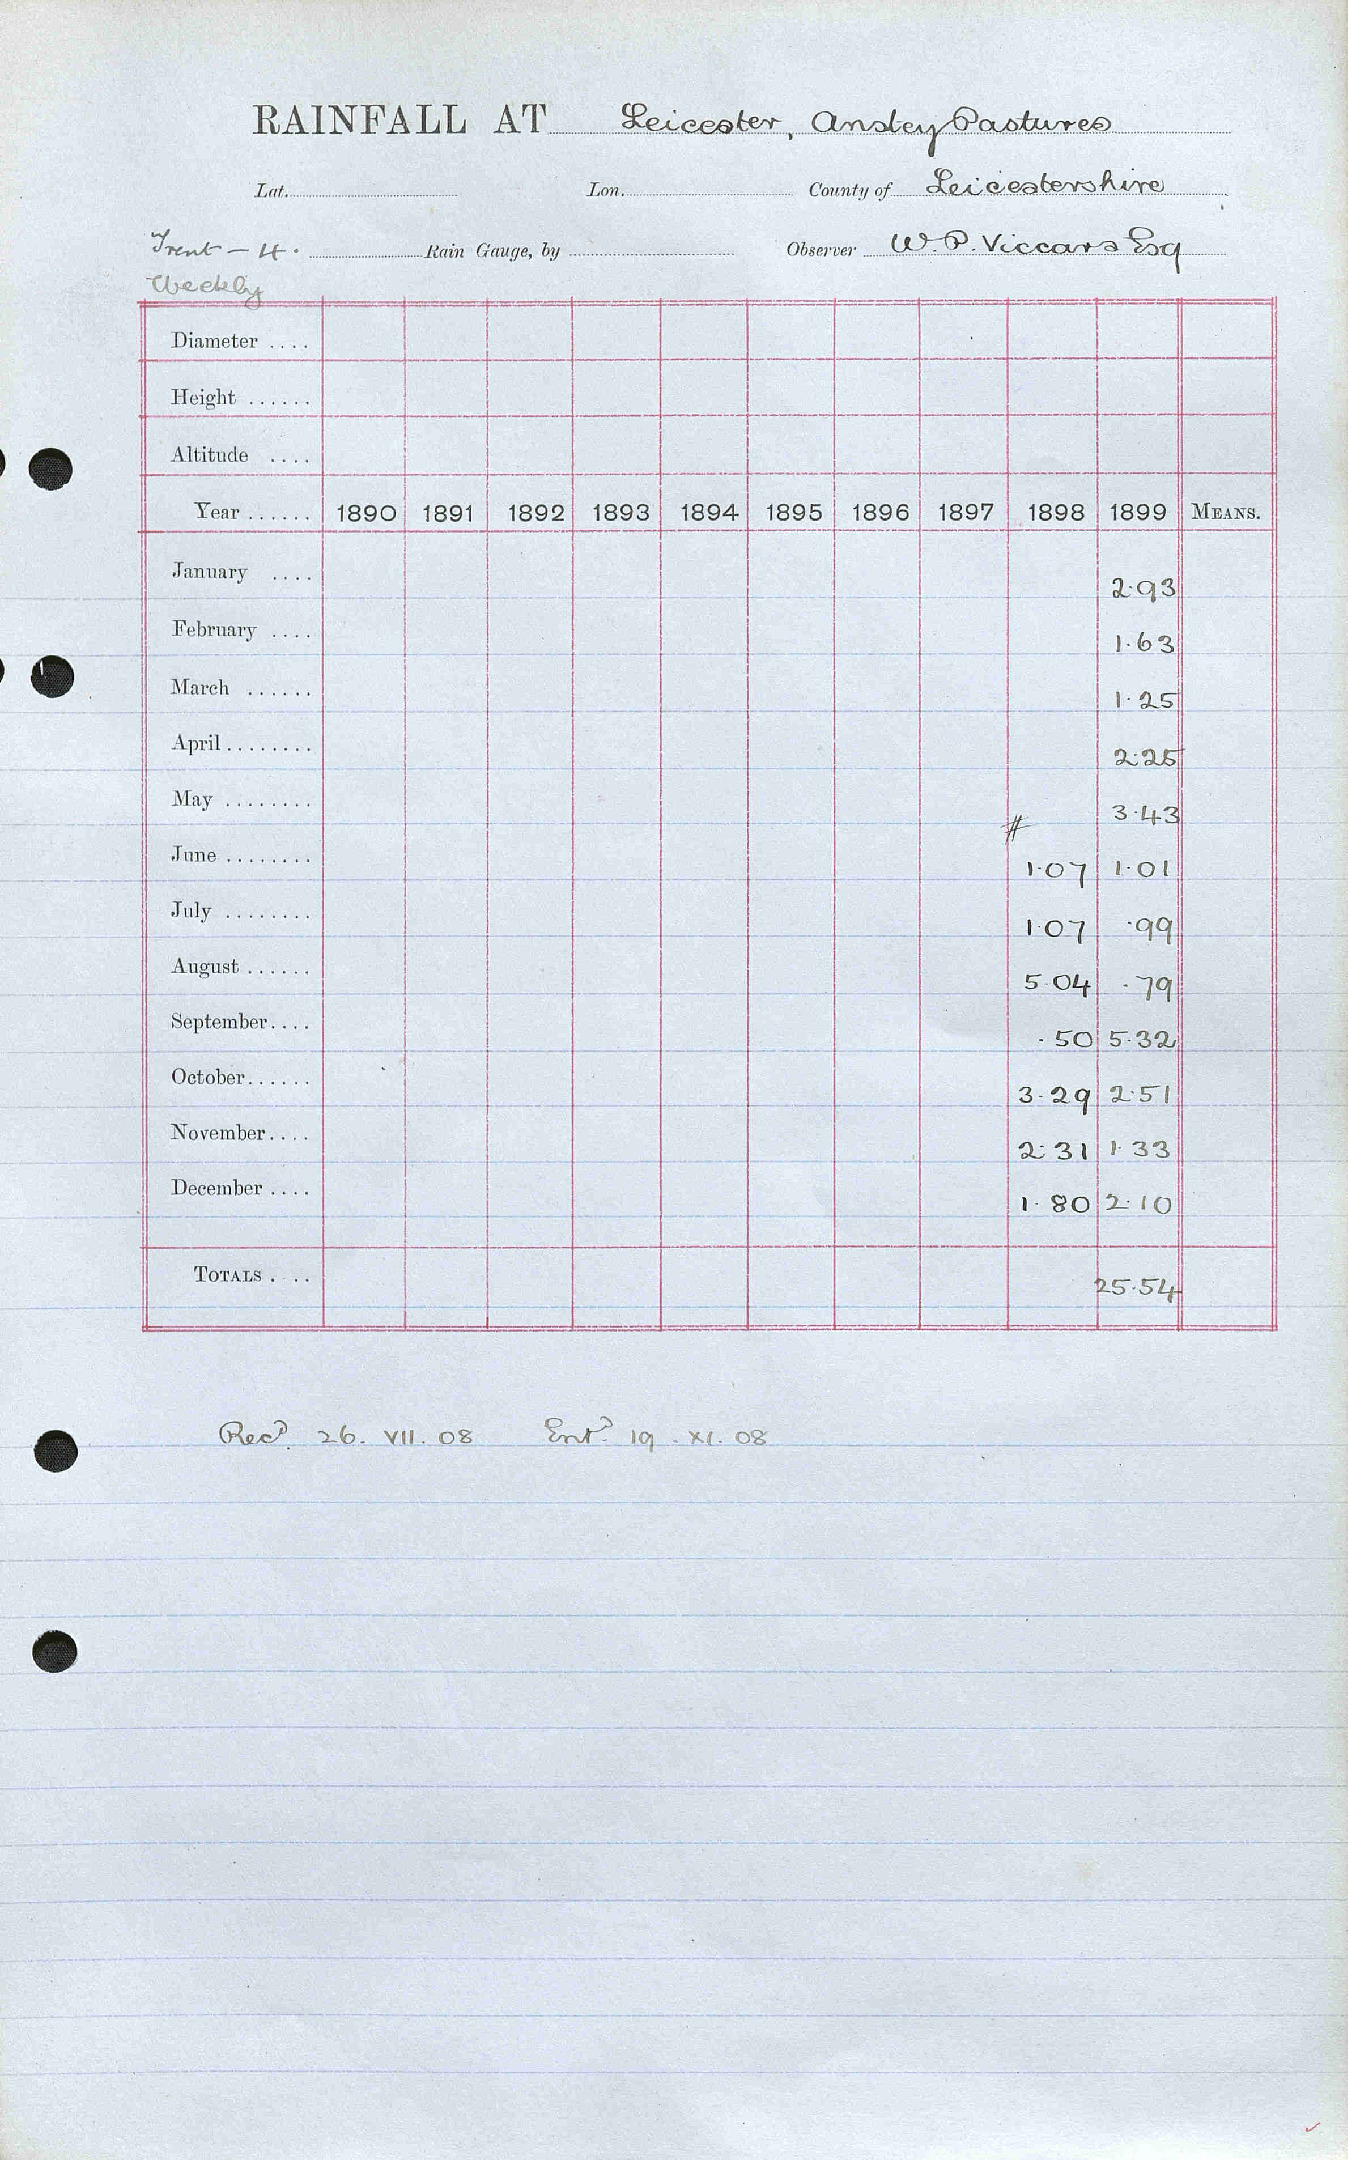 RAINFALL AT Leicester, Anstey Pastures
Lat. Lon. County of Leicestershire
Trent - 4. Rain Gauge, by Observer W. P. Viccars Esq
Weekly
Diameter ....
Height ......
Altitude ....
Year ...... 1890 1891 1892 1893 1894 1895 1896 1897 1898 1899 MEANS.
January .... 2.93
February .... 1.63
March ...... 1.25
April ........ 2.25
May ........ 3.43
#
June ........ 1.07 1.01
July ........ 1.07 .99
August ...... 5.04 .79
September.... .50 5.32
October...... 3.29 2.51
November.... 2.31 1.33
December .... 1.80 2.10
TOTALS . .. 25.54
Recd. 26. VII. 08 Entd. 19. XI. 08